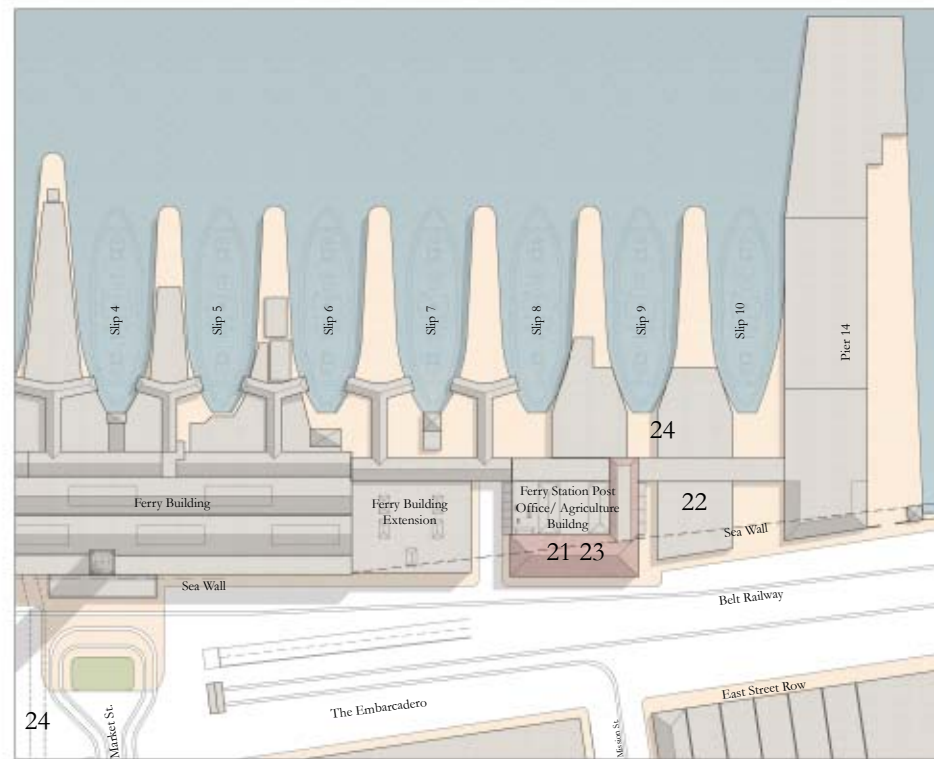 Slip 4
Slip 5
Slip 6
Slip 7
Slip 8
Slip 9
Slip 10
Pier 14
24
Ferry Building
Ferry Building
Extension
Ferry Station Post
Office/ Agriculture
Buildng
22
21 23
Sea Wall
Sea Wall
Belt Railway
East Street Row
The Embarcadero
24
Market St.
Mission St.